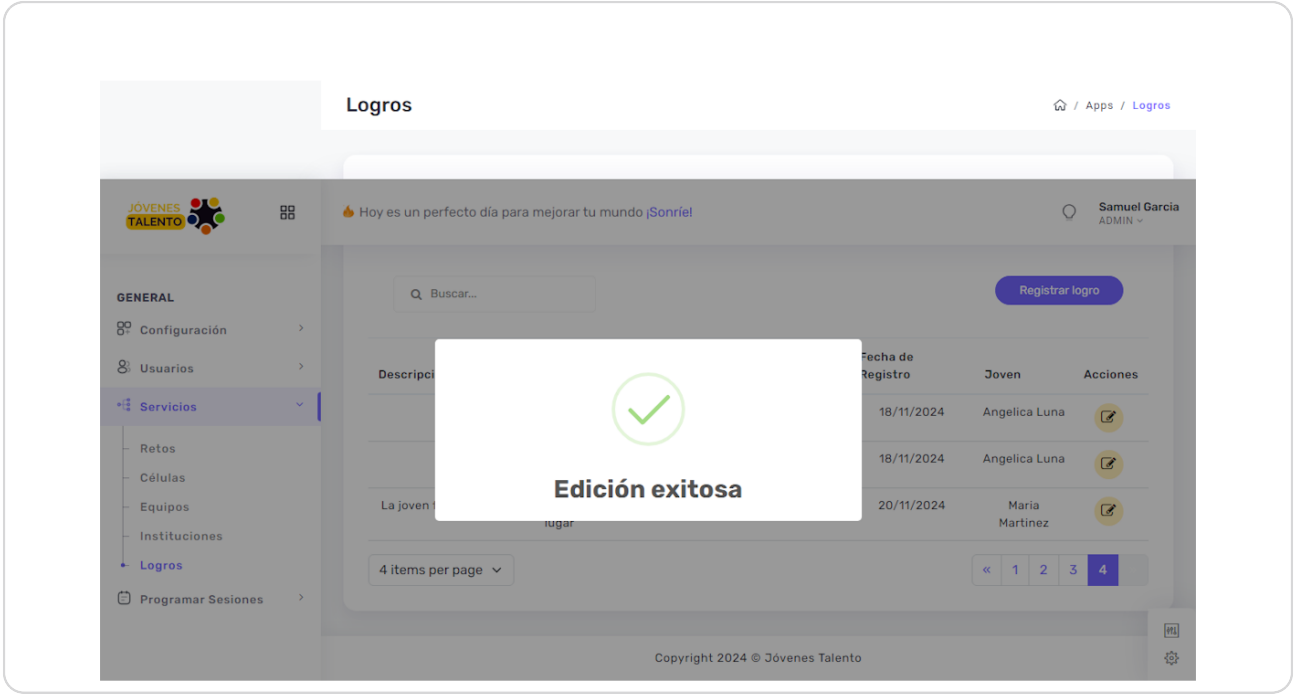 Logros
/ Apps / Logros
JÓVENES
TALENTO
Hoy es un perfecto día para mejorar tu mundo ¡Sonríe!
Samuel Garcia
ADMIN
GENERAL
Configuración
Usuarios
Servicios
Retos
Células
Equipos
Instituciones
Logros
Programar Sesiones
Buscar...
Registrar logro
Fecha de
Registro
Joven
Acciones
18/11/2024 Angelica Luna
Edición exitosa
18/11/2024 Angelica Luna
La joven
lugar
20/11/2024
Maria
Martinez
4 items per page
« 1 2 3 4
Copyright 2024 © Jóvenes Talento